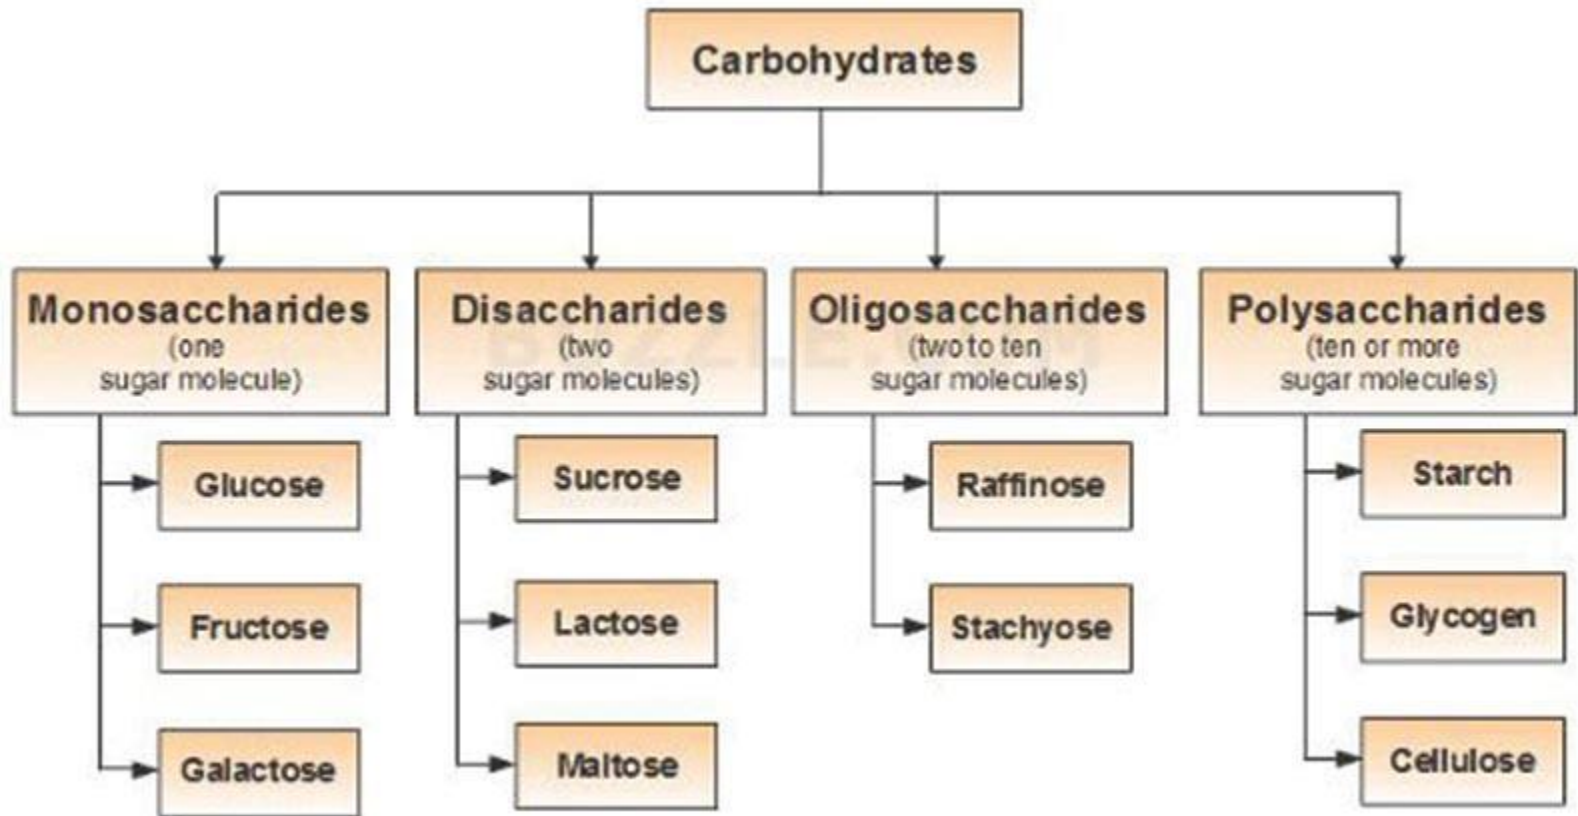 Carbohydrates
Monosaccharides
(one
sugar molecule)
Disaccharides
(two
sugar molecules)
Oligosaccharides
(two to ten
sugar molecules)
Polysaccharides
(ten or more
sugar molecules)
Glucose
Fructose
Galactose
Sucrose
Lactose
Maltose
Raffinose
Stachyose
Starch
Glycogen
Cellulose